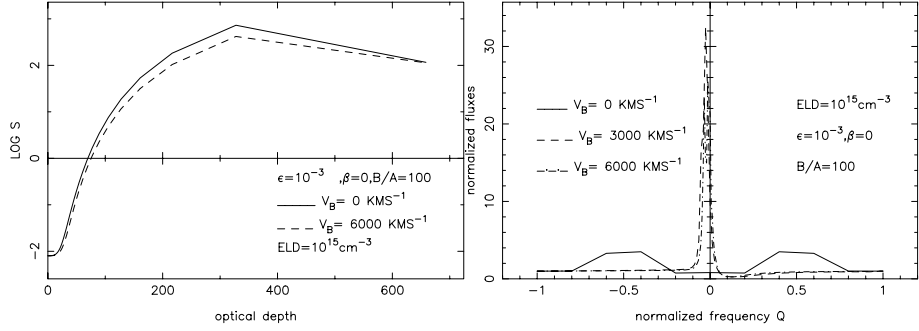 LOG S
2
0
−2
ε=10⁻³ ,β=0,B/A=100
V_B= 0 KMS⁻¹
V_B= 6000 KMS⁻¹
ELD=10¹⁵cm⁻³
0 200 400 600
optical depth
normalized fluxes
30
20
10
0
V_B= 0 KMS⁻¹
V_B= 3000 KMS⁻¹
V_B= 6000 KMS⁻¹
ELD=10¹⁵cm⁻³
ε=10⁻³,β=0
B/A=100
−1 −0.5 0 0.5 1
normalized frequency Q